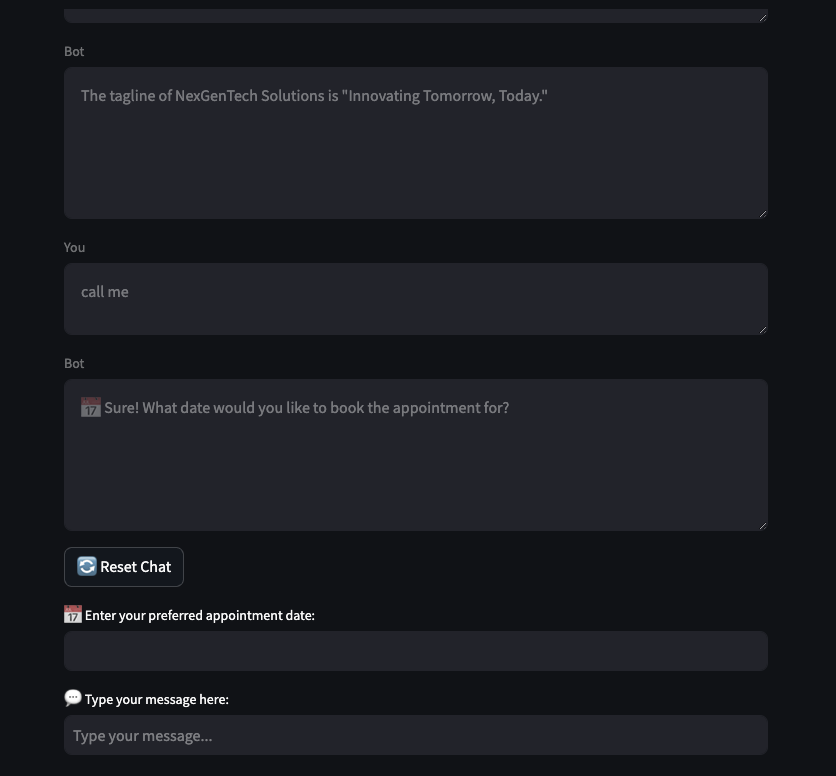 Bot
The tagline of NexGenTech Solutions is "Innovating Tomorrow, Today."
You
call me
Bot
📅 Sure! What date would you like to book the appointment for?
🔄 Reset Chat
📅 Enter your preferred appointment date:
💬 Type your message here:
Type your message...